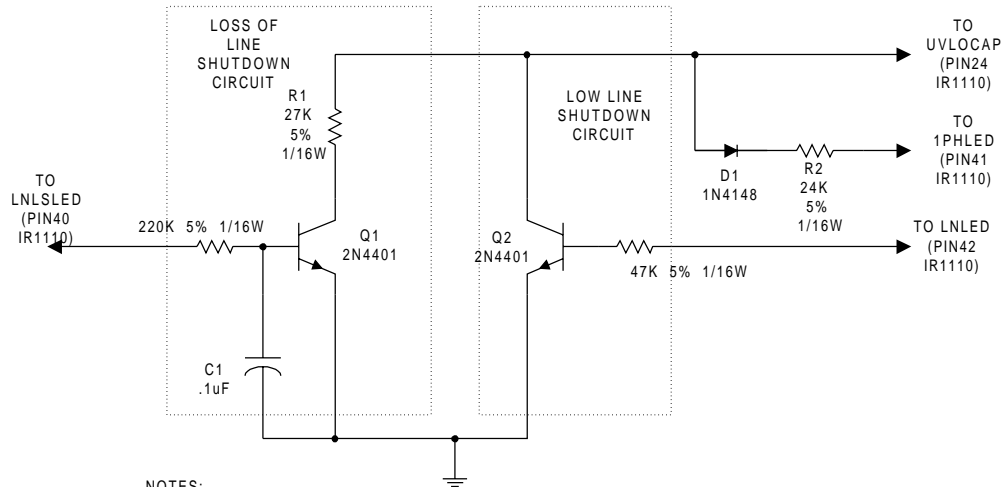 LOSS OF
LINE
SHUTDOWN
CIRCUIT
R1
27K
5%
1/16W
LOW LINE
SHUTDOWN
CIRCUIT
TO
UVLOCAP
(PIN24
IR1110)
TO
1PHLED
(PIN41
IR1110)
D1
1N4148
R2
24K
5%
1/16W
TO
LNLSLED
(PIN40
IR1110)
220K 5% 1/16W
Q1
2N4401
Q2
2N4401
47K 5% 1/16W
TO LNLED
(PIN42
IR1110)
C1
.1uF
NOTES: